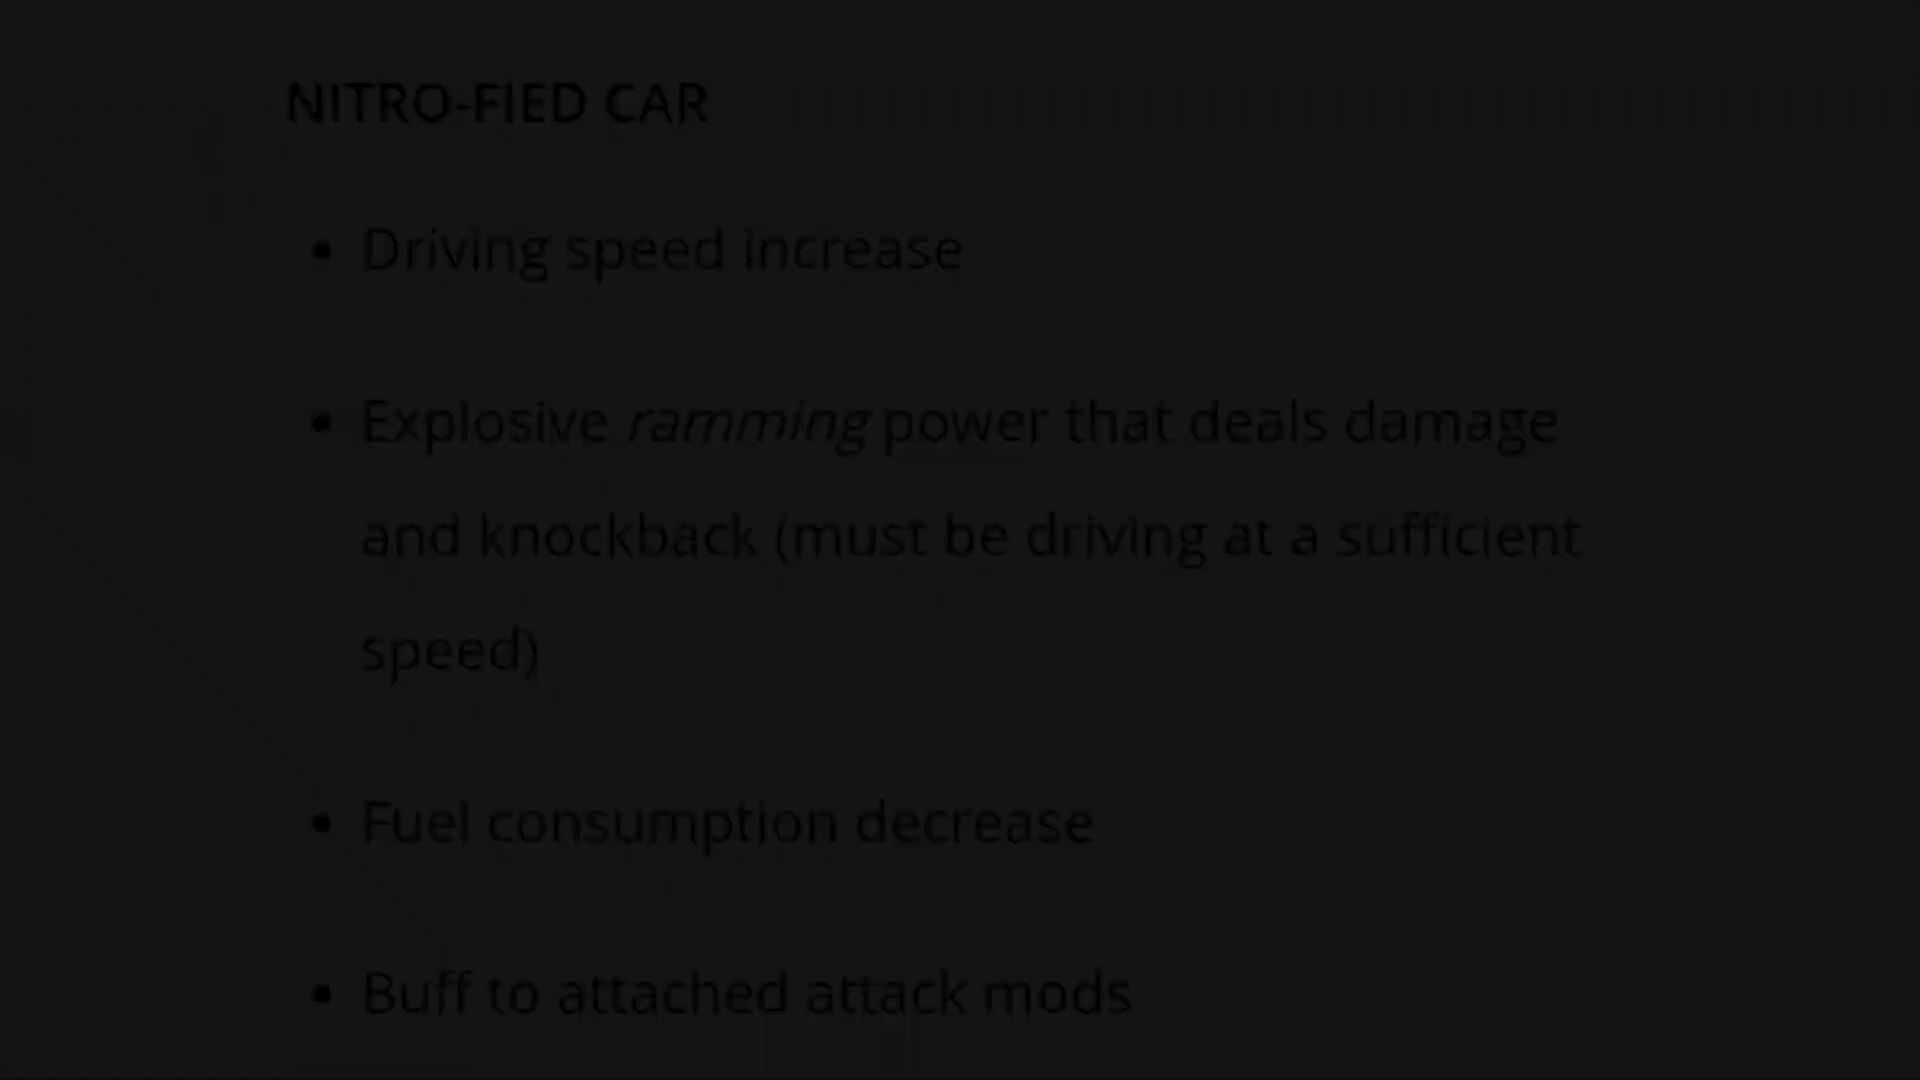 NITRO-FIED CAR
• Driving speed increase
• Explosive ramming power that deals damage
and knockback (must be driving at a sufficient
speed)
• Fuel consumption decrease
• Buff to attached attack mods